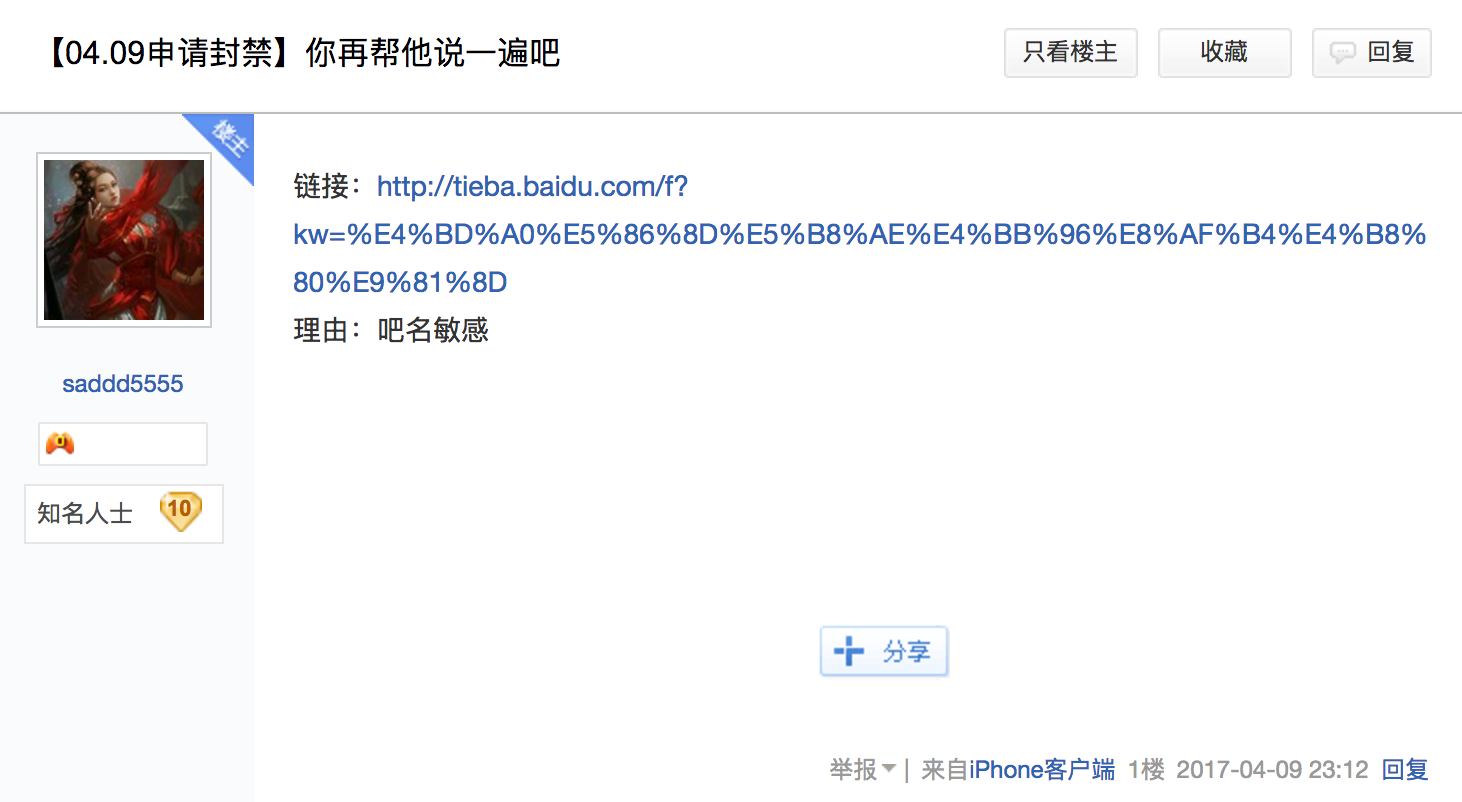 【04.09申请封禁】你再帮他说一遍吧
只看楼主
收藏
回复
楼主
链接：http://tieba.baidu.com/f?
kw=%E4%BD%A0%E5%86%8D%E5%B8%AE%E4%BB%96%E8%AF%B4%E4%B8%
80%E9%81%8D
理由：吧名敏感
saddd5555
知名人士 10
分享
举报 | 来自iPhone客户端 1楼 2017-04-09 23:12 回复